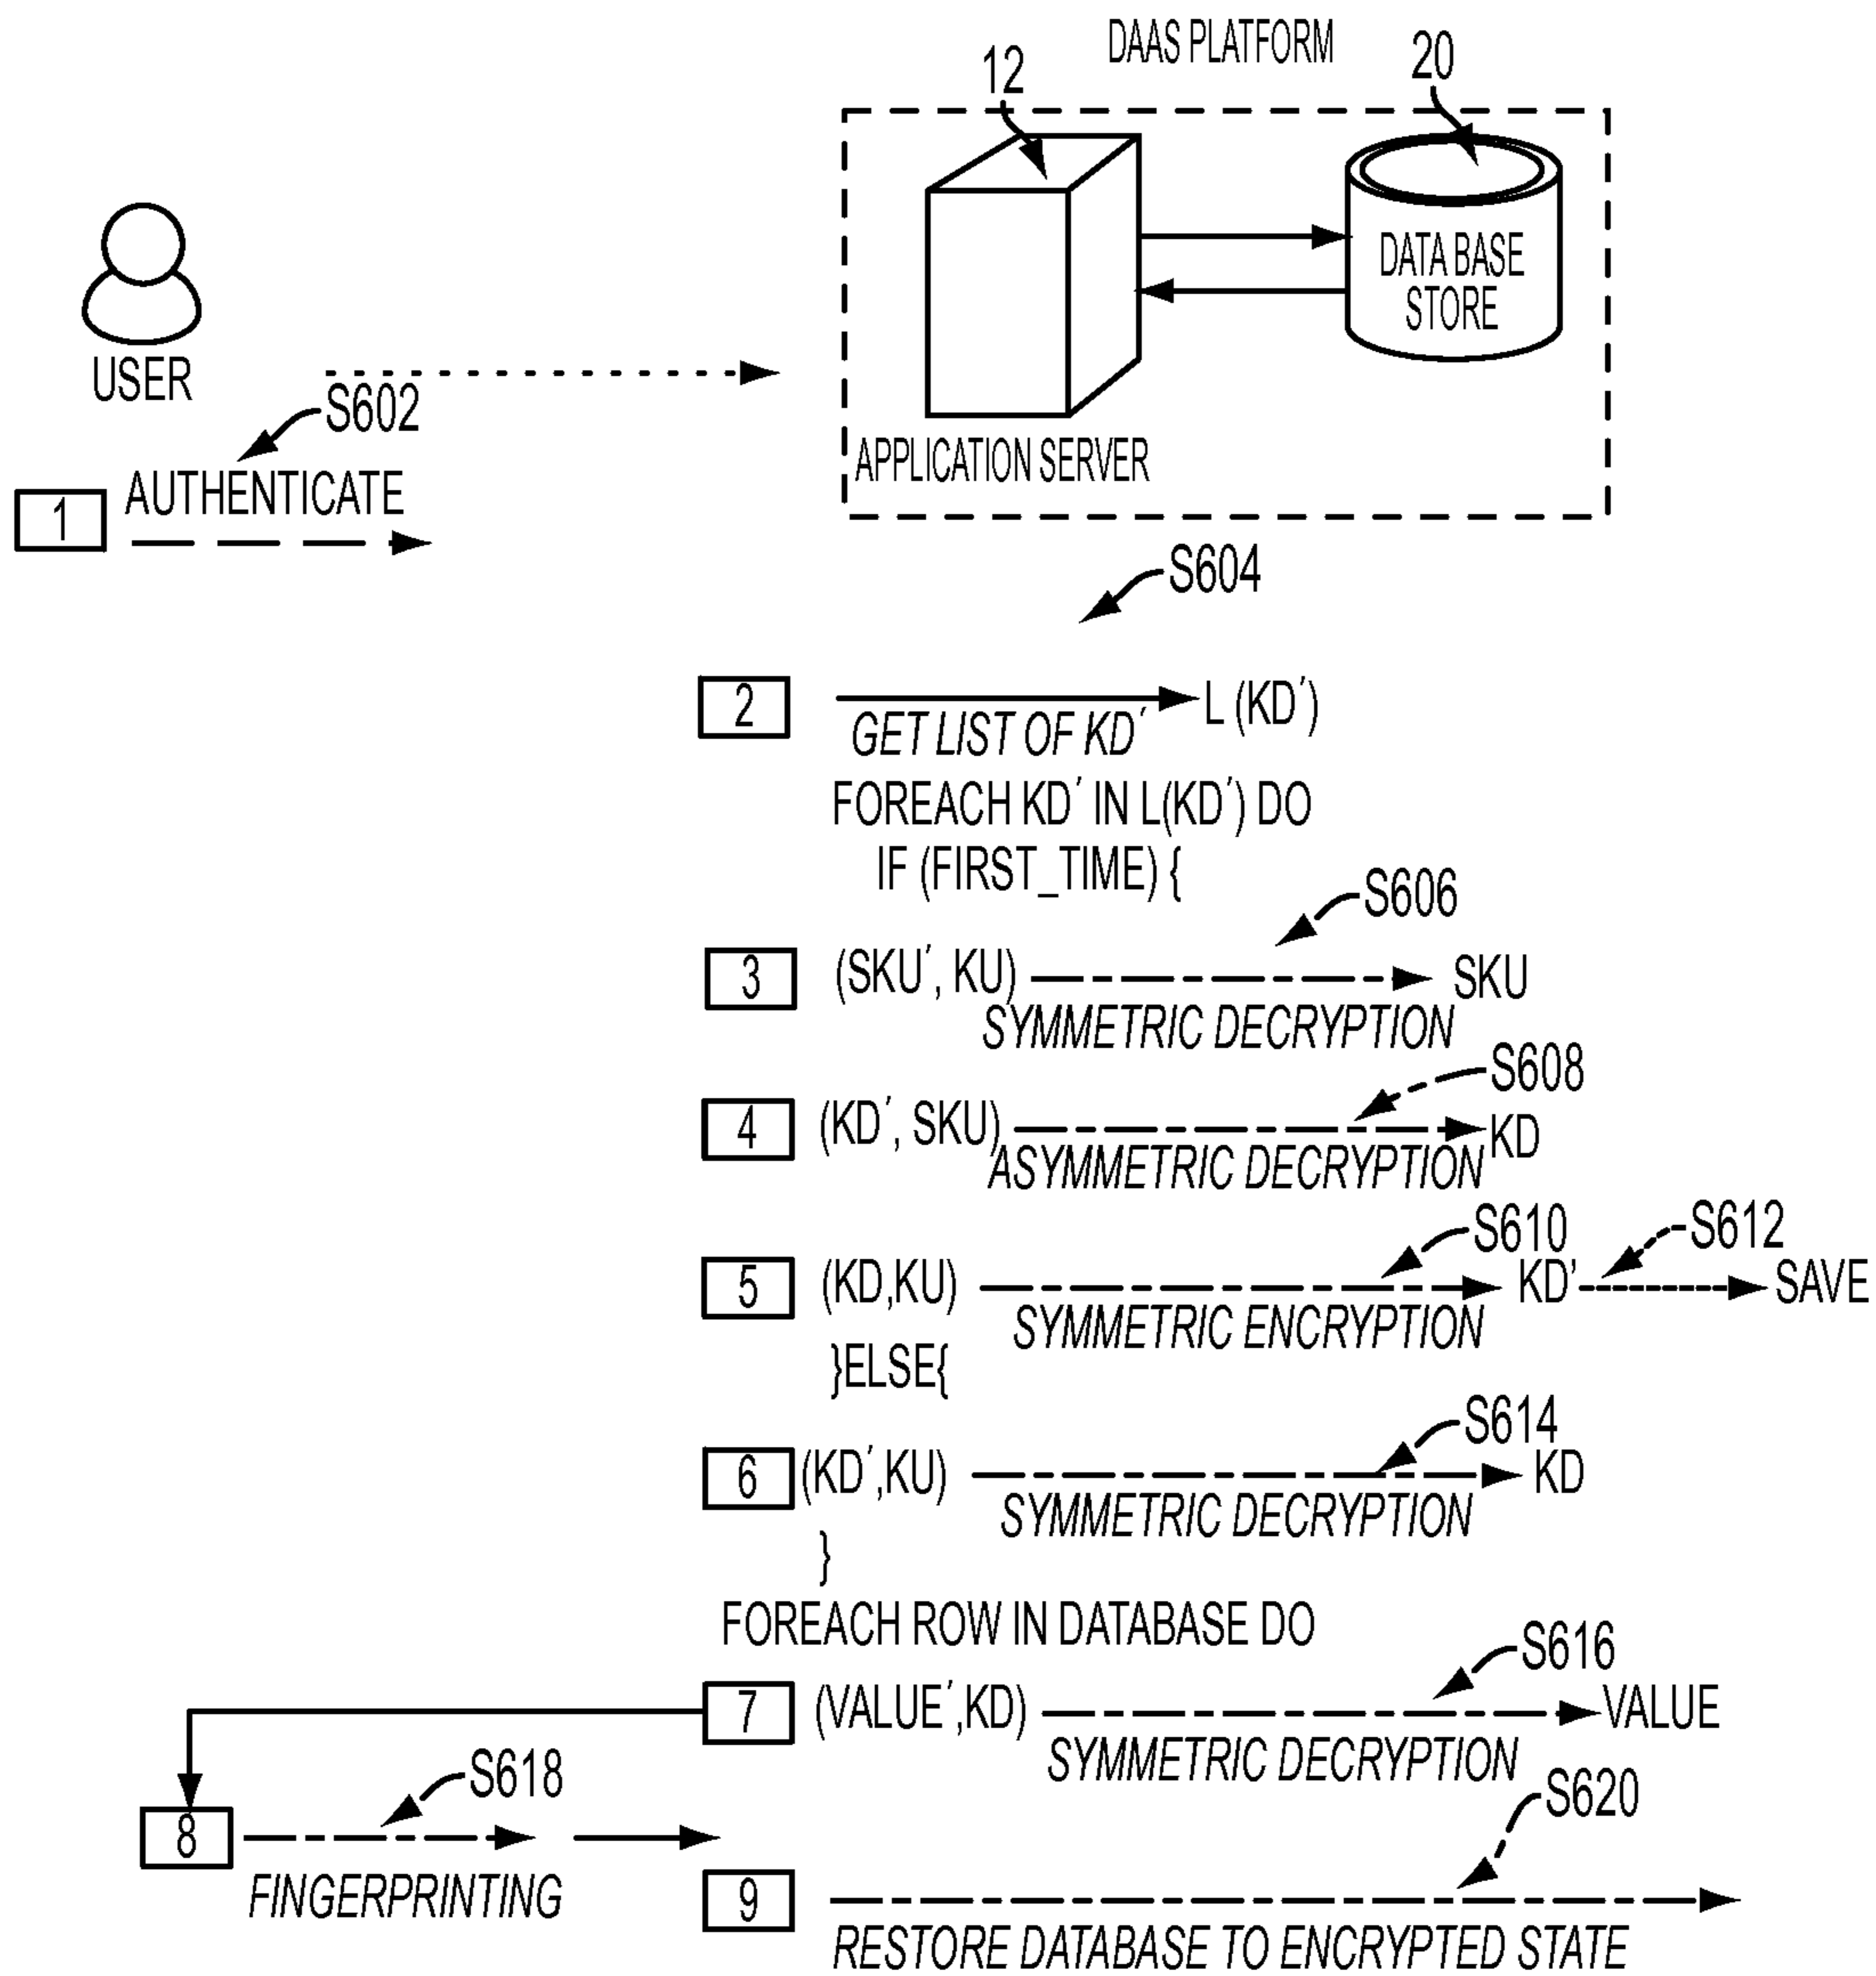 DAAS PLATFORM
12
20
DATA BASE
STORE
USER
S602
APPLICATION SERVER
AUTHENTICATE
1
S604
2
L (KD′)
GET LIST OF KD′
FOREACH KD′ IN L(KD′) DO
IF (FIRST_TIME) {
S606
3
(SKU′, KU)
SKU
SYMMETRIC DECRYPTION
S608
4
(KD′, SKU)
KD
ASYMMETRIC DECRYPTION
S610
S612
5
(KD,KU)
KD'
SAVE
SYMMETRIC ENCRYPTION
}ELSE{
S614
6
(KD′,KU)
KD
SYMMETRIC DECRYPTION
}
FOREACH ROW IN DATABASE DO
S616
7
(VALUE′,KD)
VALUE
SYMMETRIC DECRYPTION
S618
S620
8
FINGERPRINTING
9
RESTORE DATABASE TO ENCRYPTED STATE